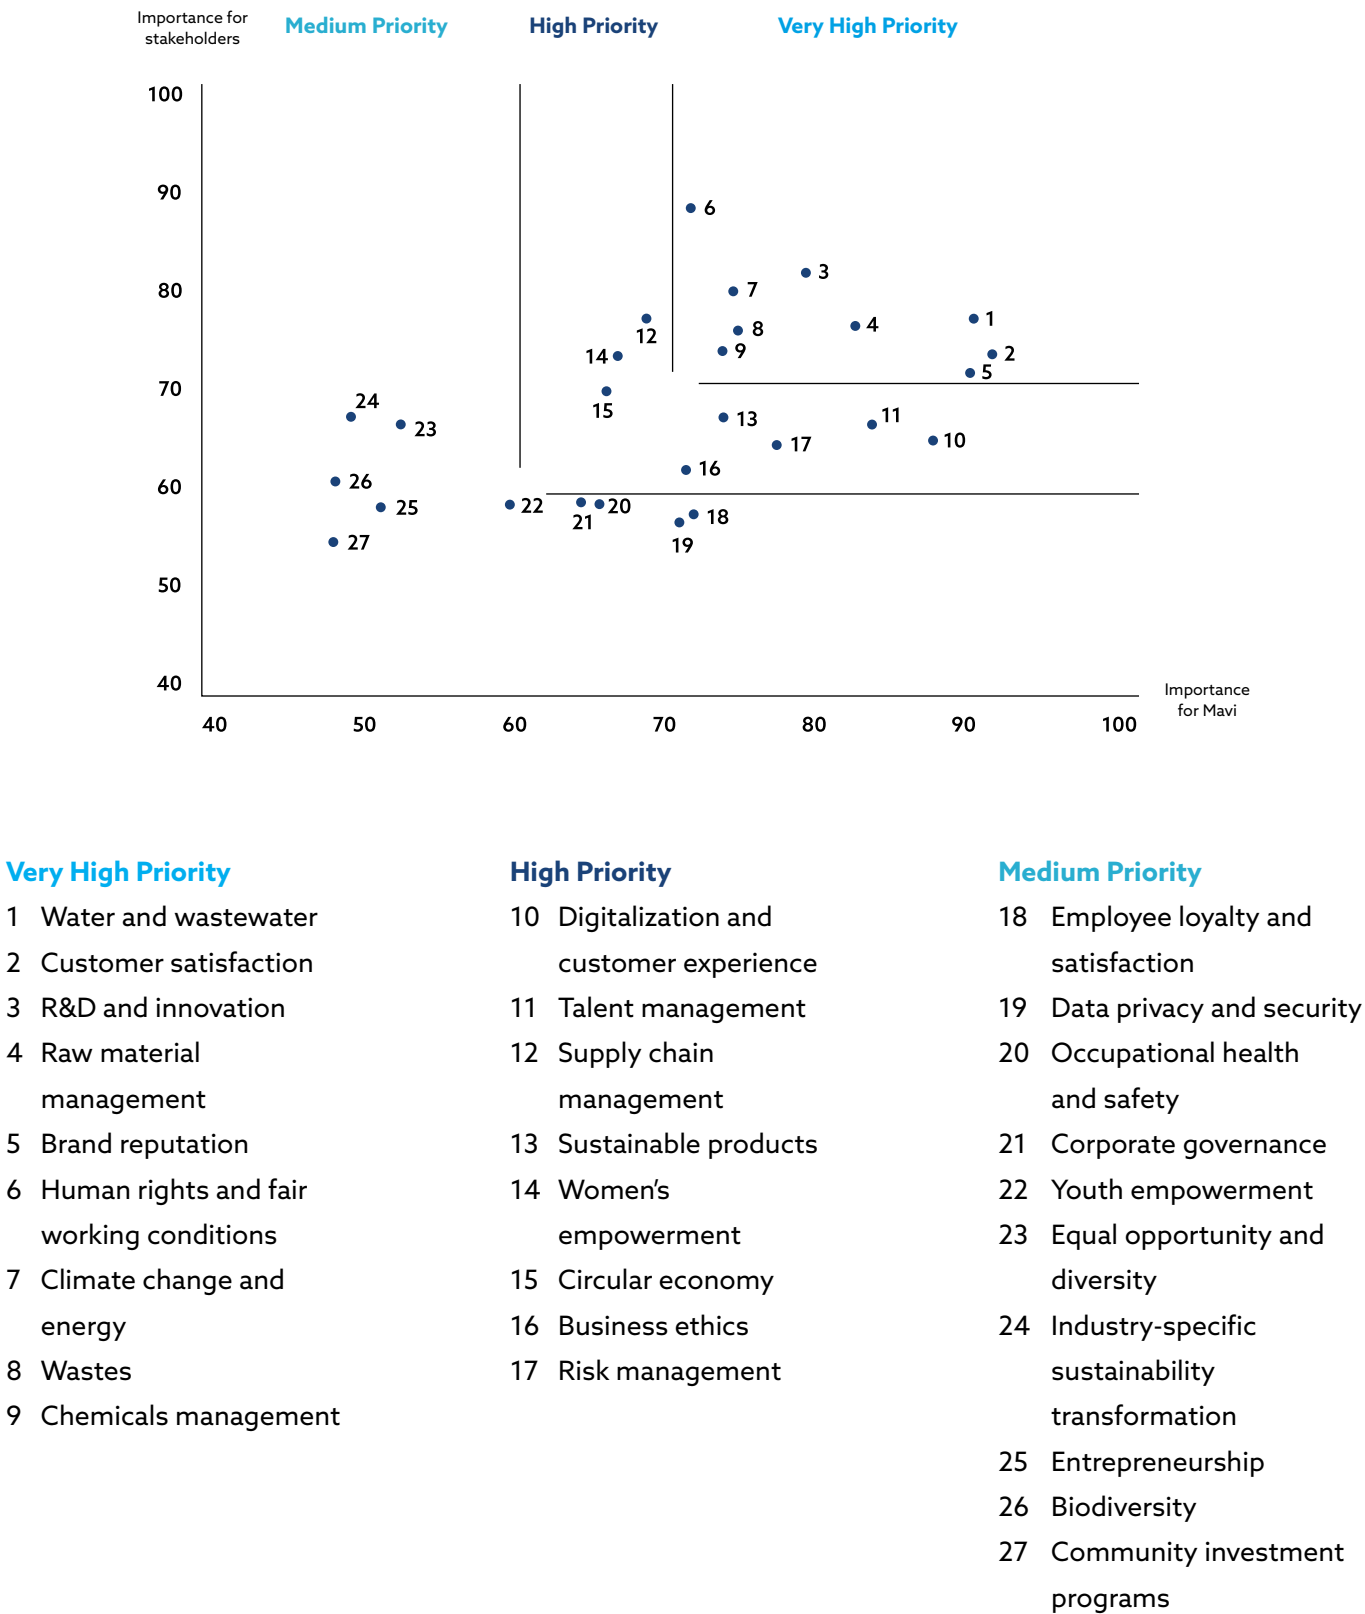 Importance for
stakeholders
Medium Priority
High Priority
Very High Priority
100
90
80
70
60
50
40
6
3
7
12
8
4
1
14
9
2
5
15
24
23
13
11
17
10
16
26
25
22
21
20
18
19
27
40
50
60
70
80
90
100
Importance
for Mavi
Very High Priority
1 Water and wastewater
2 Customer satisfaction
3 R&D and innovation
4 Raw material
management
5 Brand reputation
6 Human rights and fair
working conditions
7 Climate change and
energy
8 Wastes
9 Chemicals management
High Priority
10 Digitalization and
customer experience
11 Talent management
12 Supply chain
management
13 Sustainable products
14 Women's
empowerment
15 Circular economy
16 Business ethics
17 Risk management
Medium Priority
18 Employee loyalty and
satisfaction
19 Data privacy and security
20 Occupational health
and safety
21 Corporate governance
22 Youth empowerment
23 Equal opportunity and
diversity
24 Industry-specific
sustainability
transformation
25 Entrepreneurship
26 Biodiversity
27 Community investment
programs